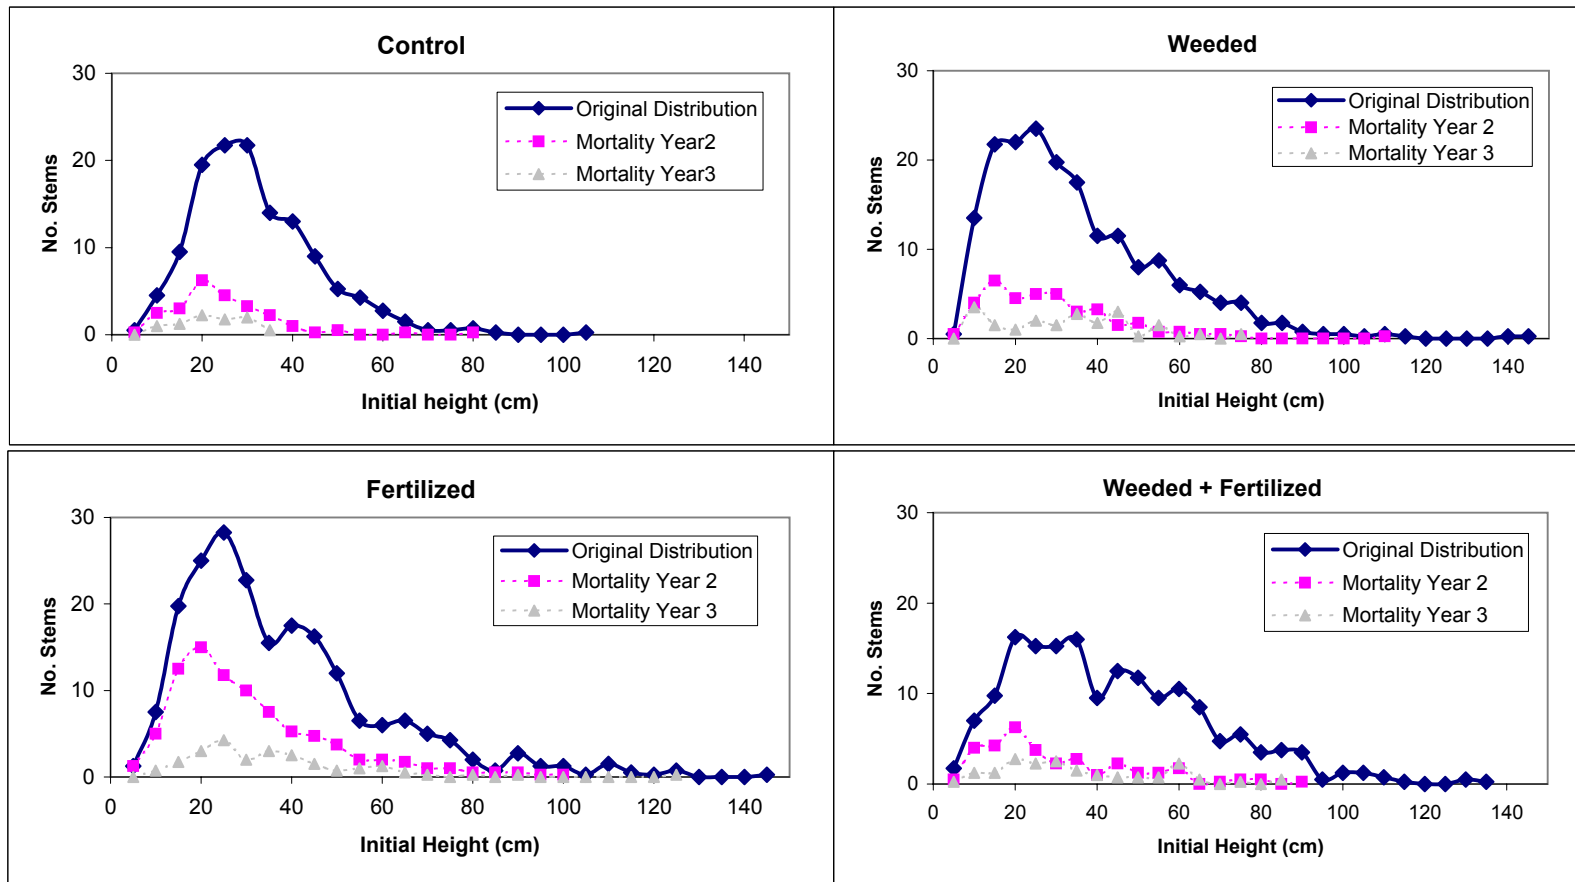 Control
30
20
10
0
No. Stems
Original Distribution
Mortality Year2
Mortality Year3
0 20 40 60 80 100 120 140
Initial height (cm)
Weeded
30
20
10
0
No. Stems
Original Distribution
Mortality Year 2
Mortality Year 3
0 20 40 60 80 100 120 140
Initial Height (cm)
Fertilized
30
20
10
0
No. Stems
Original Distribution
Mortality Year 2
Mortality Year 3
0 20 40 60 80 100 120 140
Initial Height (cm)
Weeded + Fertilized
30
20
10
0
No. Stems
Original Distribution
Mortality Year 2
Mortality Year 3
0 20 40 60 80 100 120 140
Initial Height (cm)